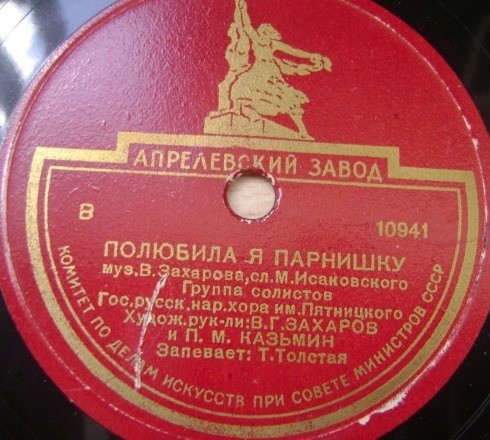 АПРЕЛЕВСКИЙ ЗАВОД
В
10941
ПОЛЮБИЛА Я ПАРНИШКУ
муз.В.Захарова,сл.М.Исаковского
Группа солистов
Гос.русск.нар.хора им.Пятницкого
Худож.рук-ли:В.Г.ЗАХАРОВ
и П.М.КАЗЬМИН
Запевает: Т.Толстая
КОМИТЕТ ПО ДЕЛАМ ИСКУССТВ ПРИ СОВЕТЕ МИНИСТРОВ СССР